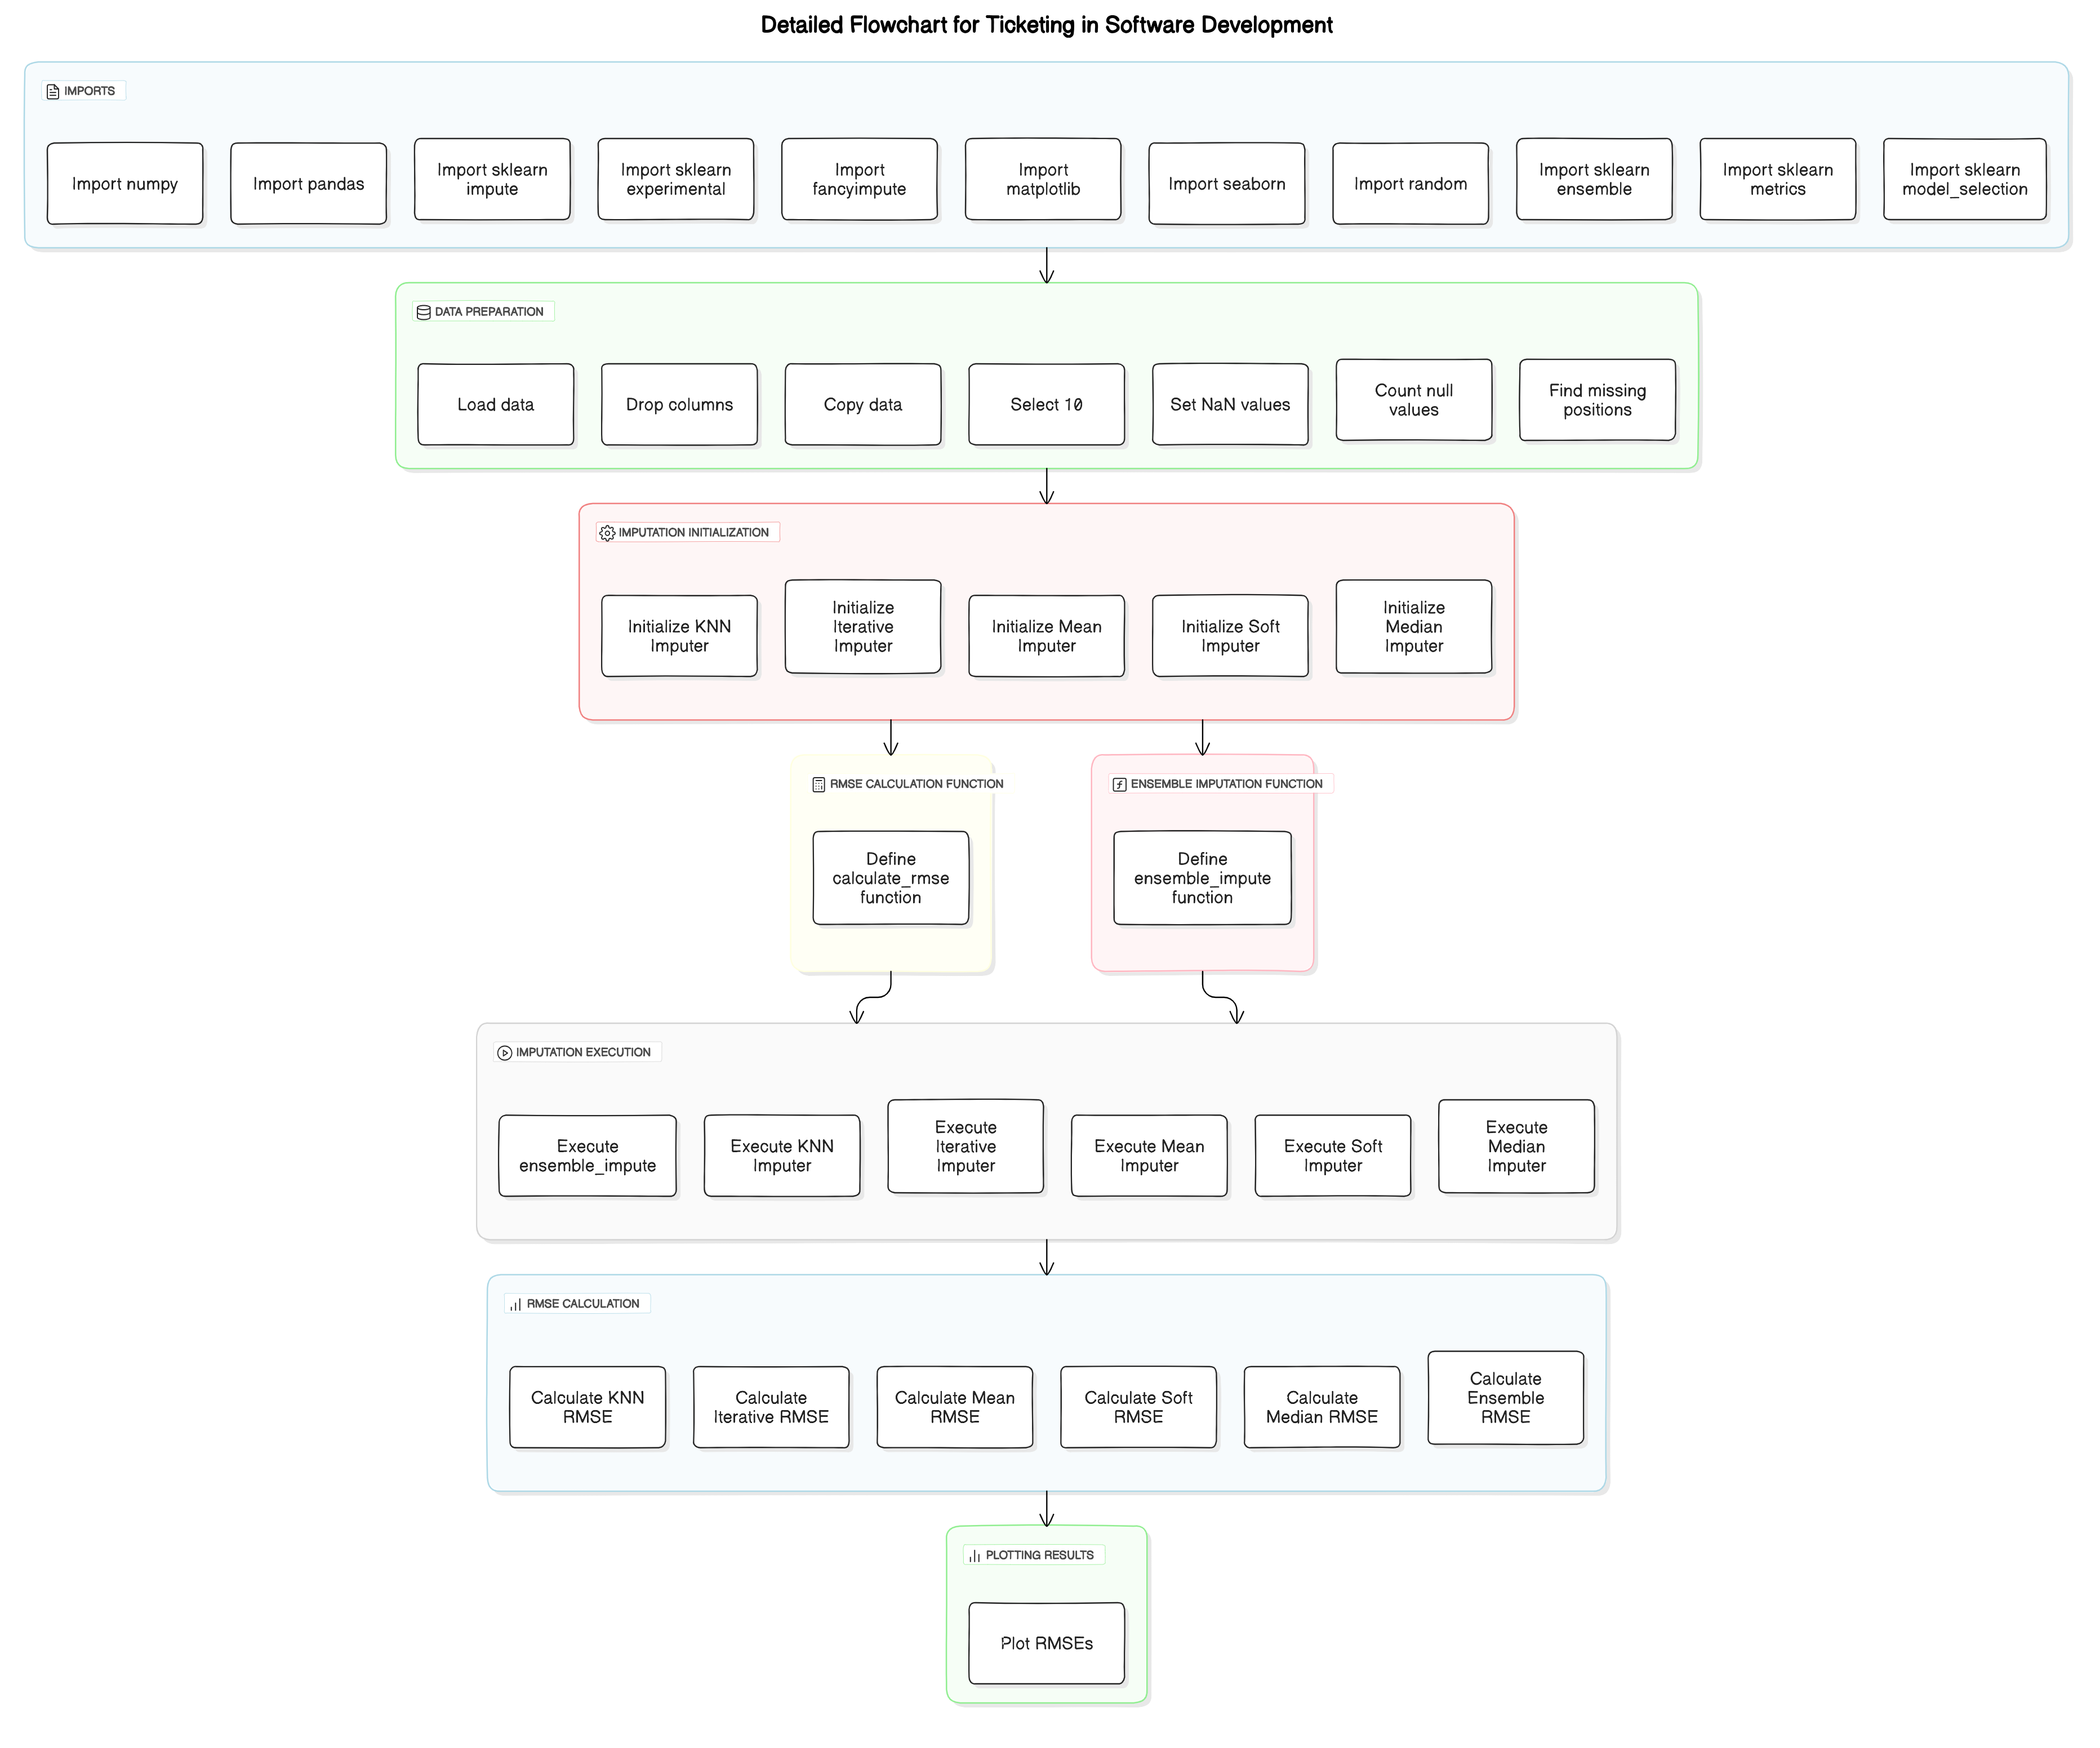 Detailed Flowchart for Ticketing in Software Development
IMPORTS
Import numpy
Import pandas
Import sklearn
impute
Import sklearn
experimental
Import
fancyimpute
Import
matplotlib
Import seaborn
Import random
Import sklearn
ensemble
Import sklearn
metrics
Import sklearn
model_selection
DATA PREPARATION
Load data
Drop columns
Copy data
Select 10
Set NaN values
Count null
values
Find missing
positions
IMPUTATION INITIALIZATION
Initialize KNN
Imputer
Initialize
Iterative
Imputer
Initialize Mean
Imputer
Initialize Soft
Imputer
Initialize
Median
Imputer
RMSE CALCULATION FUNCTION
Define
calculate_rmse
function
ENSEMBLE IMPUTATION FUNCTION
Define
ensemble_impute
function
IMPUTATION EXECUTION
Execute
ensemble_impute
Execute KNN
Imputer
Execute
Iterative
Imputer
Execute Mean
Imputer
Execute Soft
Imputer
Execute
Median
Imputer
RMSE CALCULATION
Calculate KNN
RMSE
Calculate
Iterative RMSE
Calculate Mean
RMSE
Calculate Soft
RMSE
Calculate
Median RMSE
Calculate
Ensemble
RMSE
PLOTTING RESULTS
Plot RMSEs